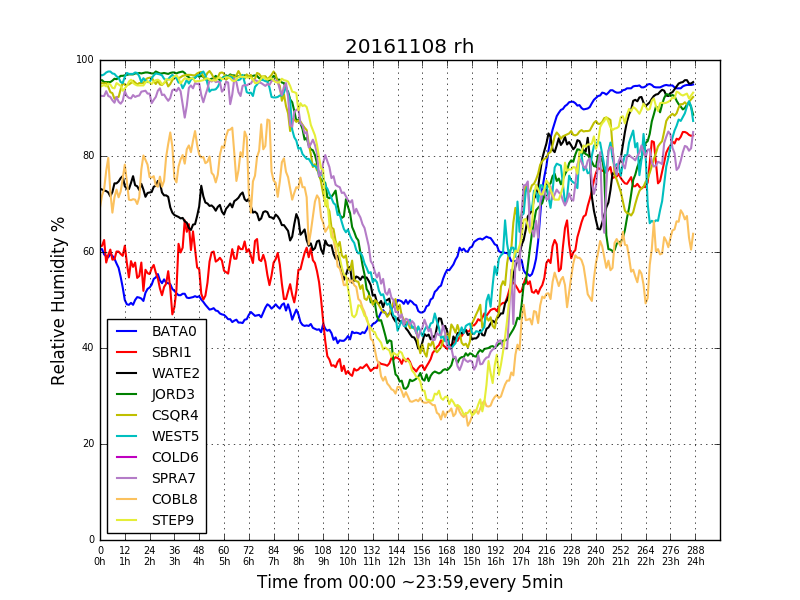 20161108 rh
100
80
60
40
20
0
Relative Humidity %
BATA0
SBRI1
WATE2
JORD3
CSQR4
WEST5
COLD6
SPRA7
COBL8
STEP9
0 12 24 36 48 60 72 84 96 108 120 132 144 156 168 180 192 204 216 228 240 252 264 276 288
0h 1h 2h 3h 4h 5h 6h 7h 8h 9h 10h 11h 12h 13h 14h 15h 16h 17h 18h 19h 20h 21h 22h 23h 24h
Time from 00:00 ~23:59,every 5min